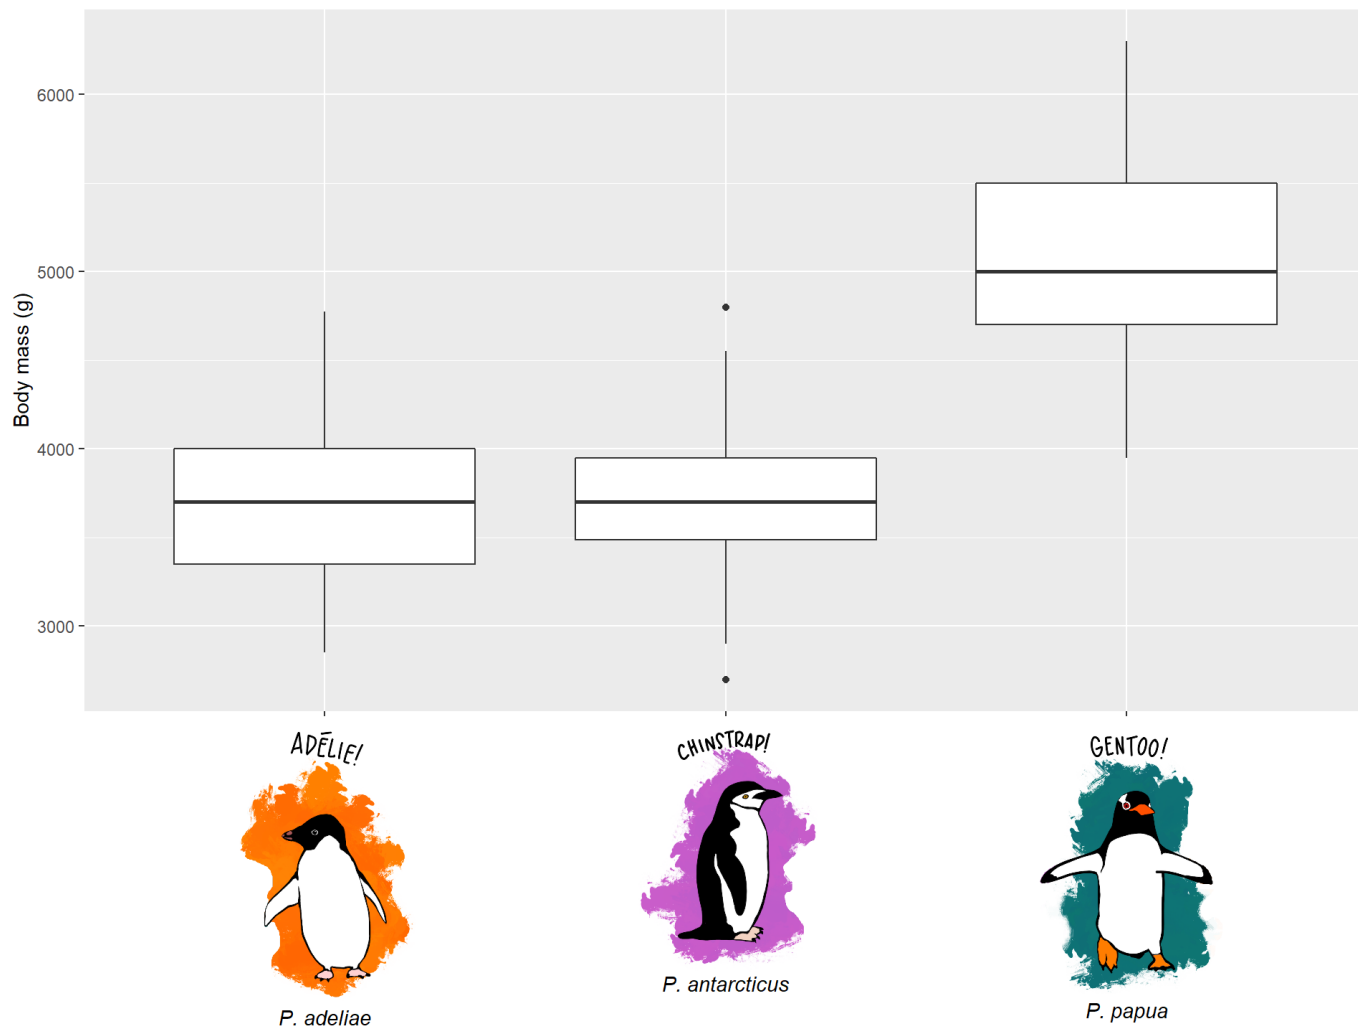 Body mass (g)
6000
5000
4000
3000
ADÉLIE!
CHINSTRAP!
GENTOO!
P. adeliae
P. antarcticus
P. papua